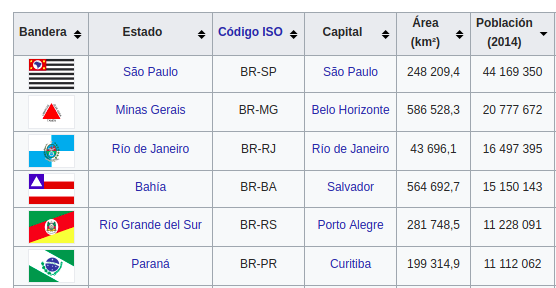 Bandera Estado Código ISO Capital Área (km²) Población (2014)
São Paulo BR-SP São Paulo 248 209,4 44 169 350
Minas Gerais BR-MG Belo Horizonte 586 528,3 20 777 672
Río de Janeiro BR-RJ Río de Janeiro 43 696,1 16 497 395
Bahía BR-BA Salvador 564 692,7 15 150 143
Río Grande del Sur BR-RS Porto Alegre 281 748,5 11 228 091
Paraná BR-PR Curitiba 199 314,9 11 112 062